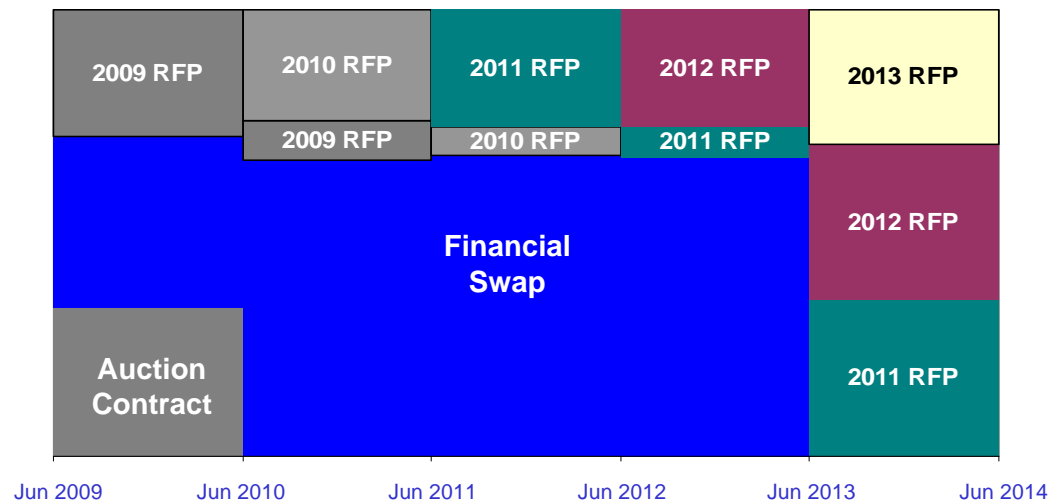 2009 RFP
2010 RFP
2011 RFP
2012 RFP
2013 RFP
2009 RFP
2010 RFP
2011 RFP
2012 RFP
Financial
Swap
Auction
Contract
2011 RFP
Jun 2009
Jun 2010
Jun 2011
Jun 2012
Jun 2013
Jun 2014